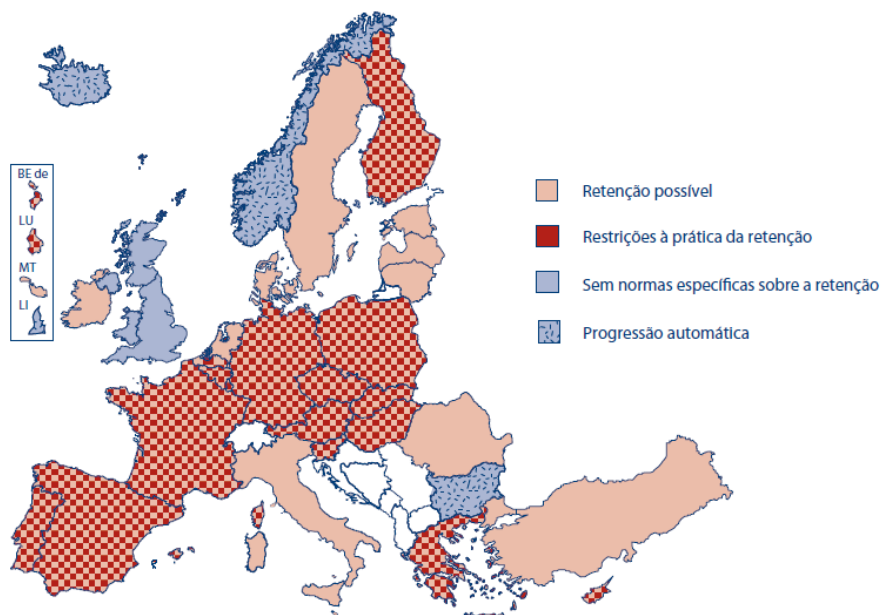 BE de
LU
MT
LI
Retenção possível
Restrições à prática da retenção
Sem normas específicas sobre a retenção
Progressão automática